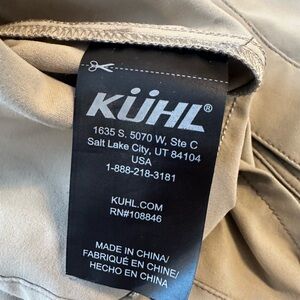 KÜHL®
1635 S. 5070 W, Ste C
Salt Lake City, UT 84104
USA
1-888-218-3181
KUHL.COM
RN#108846
MADE IN CHINA/
FABRIQUÉ EN CHINE/
HECHO EN CHINA